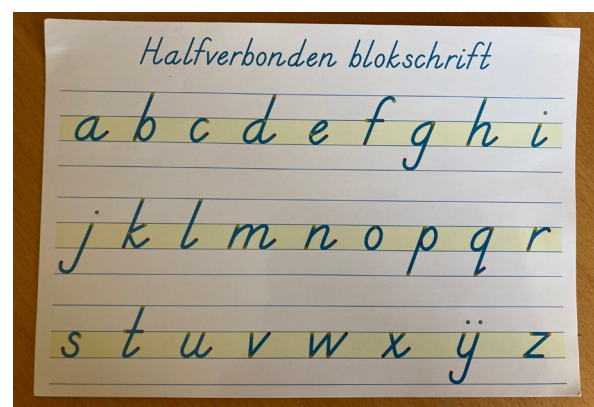 Halfverbonden blokschrift
a b c d e f g h i
j k l m n o p q r
s t u v w x ÿ z